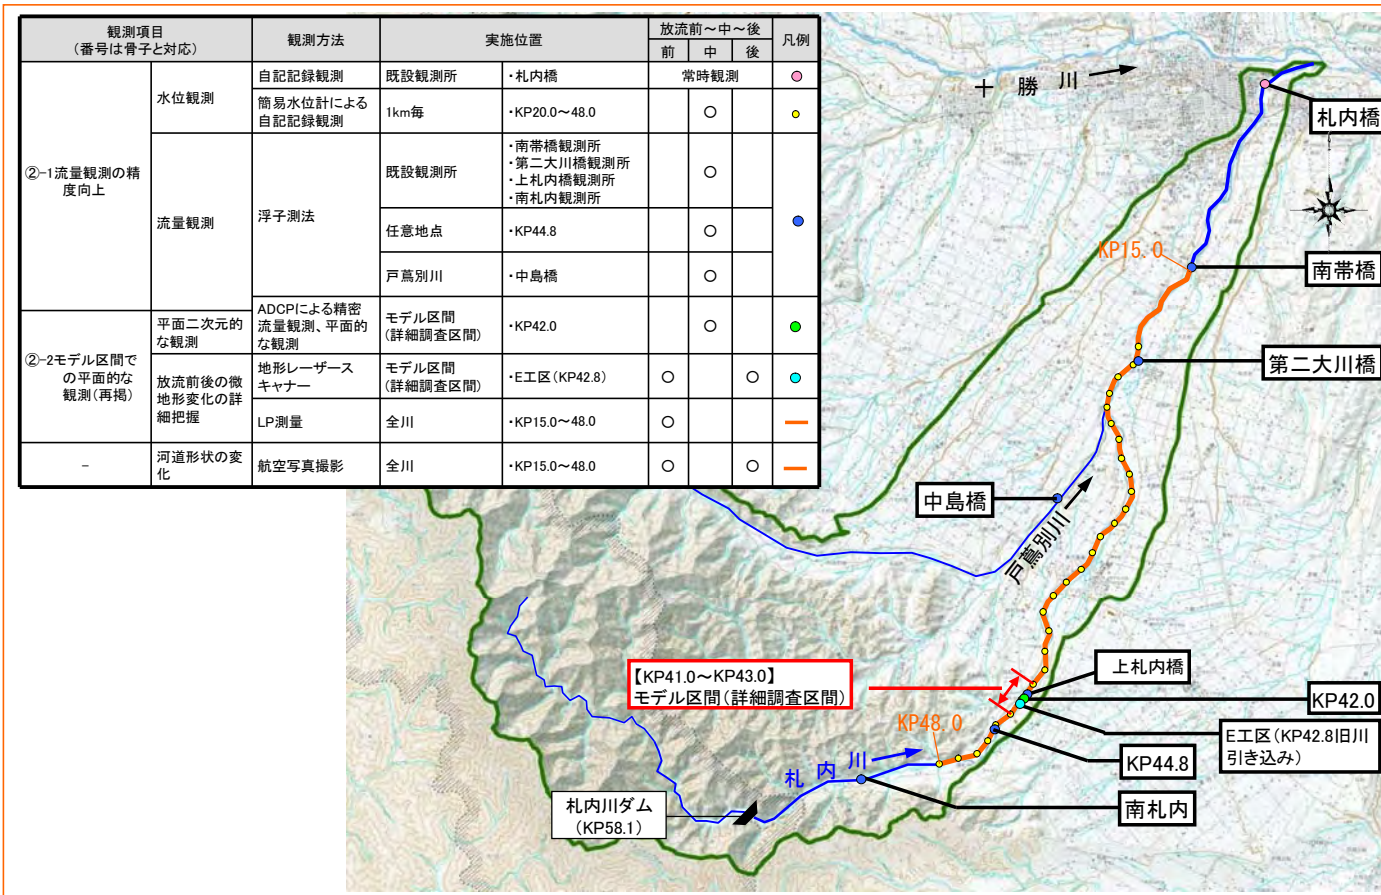 観測項目
(番号は骨子と対応)
観測方法
実施位置
放流前～中～後
前
中
後
凡例
②-1流量観測の精
度向上
水位観測
自記記録観測
既設観測所
・札内橋
常時観測
簡易水位計による
自記記録観測
1km毎
・KP20.0～48.0
○
流量観測
浮子測法
既設観測所
・南帯橋観測所
・第二大川橋観測所
・上札内橋観測所
・南札内観測所
○
任意地点
・KP44.8
○
戸蔦別川
・中島橋
○
②-2モデル区間で
の平面的な
観測(再掲)
平面二次元的
な観測
ADCPによる精密
流量観測、平面的
な観測
モデル区間
(詳細調査区間)
・KP42.0
○
放流前後の微
地形変化の詳
細把握
地形レーザース
キャナー
モデル区間
(詳細調査区間)
・E工区(KP42.8)
○
○
LP測量
全川
・KP15.0～48.0
○
－
河道形状の変
化
航空写真撮影
全川
・KP15.0～48.0
○
○
十勝川
札内橋
KP15.0
南帯橋
第二大川橋
中島橋
戸蔦別川
【KP41.0～KP43.0】
モデル区間(詳細調査区間)
上札内橋
KP42.0
E工区(KP42.8旧川
引き込み)
KP48.0
KP44.8
札内川
南札内
札内川ダム
(KP58.1)